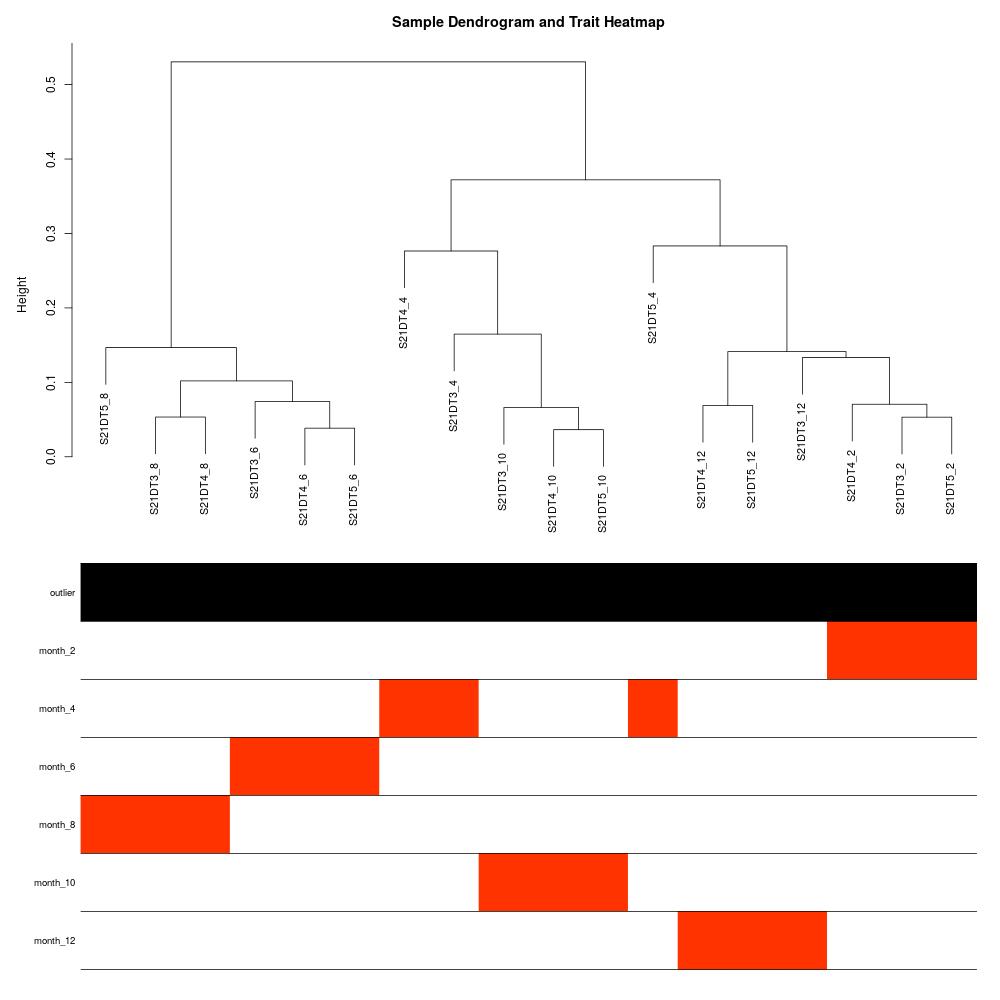 Sample Dendrogram and Trait Heatmap
Height
0.5
0.4
0.3
0.2
0.1
0.0
S21DT5_8
S21DT3_8
S21DT4_8
S21DT3_6
S21DT4_6
S21DT5_6
S21DT4_4
S21DT3_4
S21DT3_10
S21DT4_10
S21DT5_10
S21DT5_4
S21DT4_12
S21DT5_12
S21DT3_12
S21DT4_2
S21DT3_2
S21DT5_2
outlier
month_2
month_4
month_6
month_8
month_10
month_12